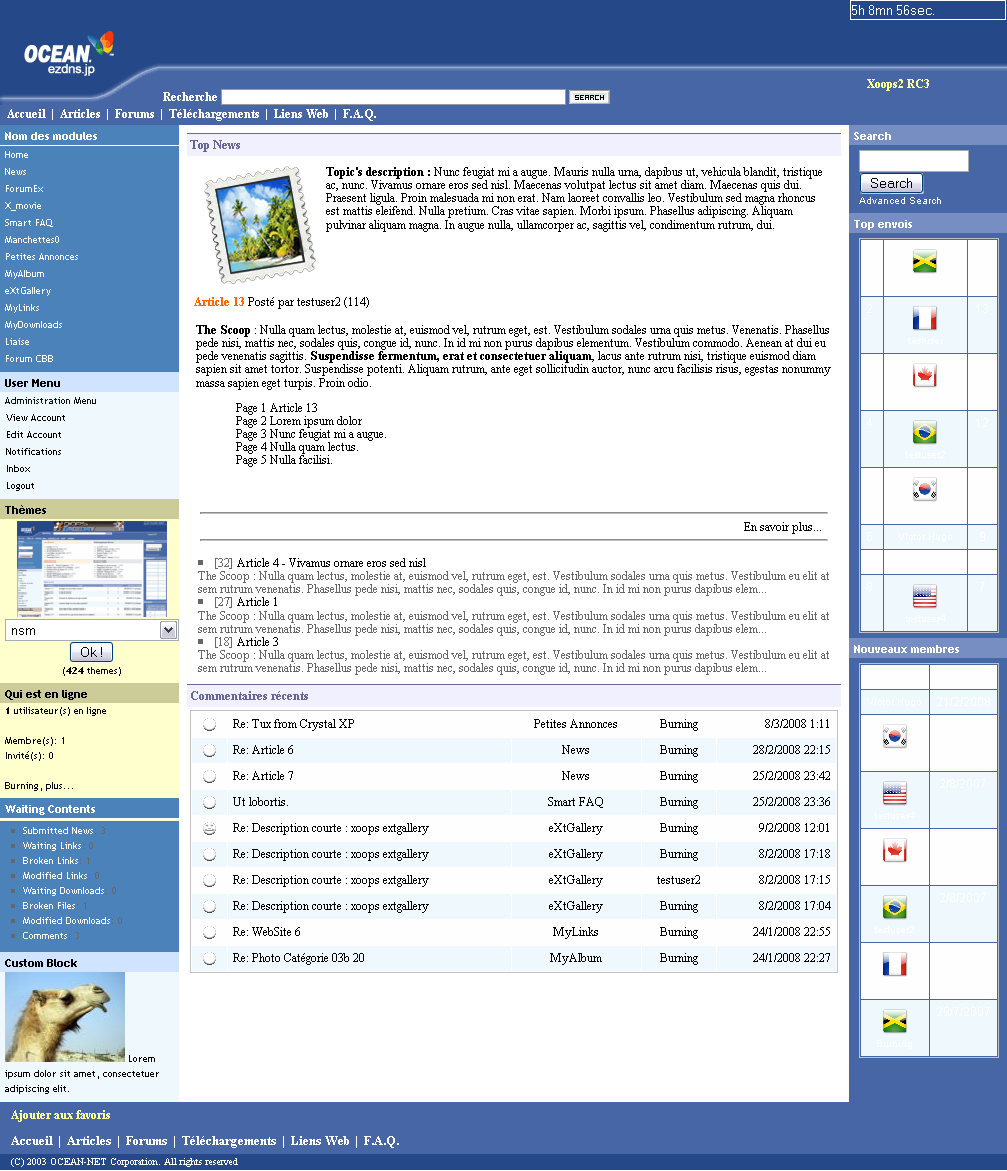 5h 8mn 56sec.
OCEAN.
ezdns.jp
Xoops2 RC3
Recherche SEARCH
Accueil | Articles | Forums | Téléchargements | Liens Web | F.A.Q.
Nom des modules
Home
News
ForumEx
X_movie
Smart FAQ
Manchettes0
Petites Annonces
MyAlbum
eXtGallery
MyLinks
MyDownloads
Liaise
Forum CBB
User Menu
Administration Menu
View Account
Edit Account
Notifications
Inbox
Logout
Thèmes
nsm
Ok !
(424 themes)
Qui est en ligne
1 utilisateur(s) en ligne
Membre(s): 1
Invité(s): 0
Burning, plus...
Waiting Contents
Submitted News 3
Waiting Links 0
Broken Links 1
Modified Links 0
Waiting Downloads 0
Broken Files 1
Modified Downloads 0
Comments 3
Custom Block
Lorem
ipsum dolor sit amet, consectetuer
adipiscing elit.
Top News
Topic's description : Nunc feugiat mi a augue. Mauris nulla urna, dapibus ut, vehicula blandit, tristique
ac, nunc. Vivamus ornare eros sed nisl. Maecenas volutpat lectus sit amet diam. Maecenas quis dui.
Praesent ligula. Proin malesuada mi non erat. Nam laoreet convallis leo. Vestibulum sed magna rhoncus
est mattis eleifend. Nulla pretium. Cras vitae sapien. Morbi ipsum. Phasellus adipiscing. Aliquam
pulvinar aliquam magna. In augue nulla, ullamcorper ac, sagittis vel, condimentum rutrum, dui.
Article 13 Posté par testuser2 (114)
The Scoop : Nulla quam lectus, molestie at, euismod vel, rutrum eget, est. Vestibulum sodales urna quis metus. Venenatis. Phasellus
pede nisi, mattis nec, sodales quis, congue id, nunc. In id mi non purus dapibus elementum. Vestibulum commodo. Aenean at dui eu
pede venenatis sagittis. Suspendisse fermentum, erat et consectetuer aliquam, lacus ante rutrum nisi, tristique euismod diam
sapien sit amet tortor. Suspendisse potenti. Aliquam rutrum, ante eget sollicitudin auctor, nunc arcu facilisis risus, egestas nonummy
massa sapien eget turpis. Proin odio.
Page 1 Article 13
Page 2 Lorem ipsum dolor
Page 3 Nunc feugiat mi a augue.
Page 4 Nulla quam lectus.
Page 5 Nulla facilisi.
En savoir plus...
[32] Article 4 - Vivamus ornare eros sed nisl
The Scoop : Nulla quam lectus, molestie at, euismod vel, rutrum eget, est. Vestibulum sodales urna quis metus. Vestibulum eu elit at
sem rutrum venenatis. Phasellus pede nisi, mattis nec, sodales quis, congue id, nunc. In id mi non purus dapibus elem...
[27] Article 1
The Scoop : Nulla quam lectus, molestie at, euismod vel, rutrum eget, est. Vestibulum sodales urna quis metus. Vestibulum eu elit at
sem rutrum venenatis. Phasellus pede nisi, mattis nec, sodales quis, congue id, nunc. In id mi non purus dapibus elem...
[18] Article 3
The Scoop : Nulla quam lectus, molestie at, euismod vel, rutrum eget, est. Vestibulum sodales urna quis metus. Vestibulum eu elit at
sem rutrum venenatis. Phasellus pede nisi, mattis nec, sodales quis, congue id, nunc. In id mi non purus dapibus elem...
Commentaires récents
Re: Tux from Crystal XP Petites Annonces Burning 8/3/2008 1:11
Re: Article 6 News Burning 28/2/2008 22:15
Re: Article 7 News Burning 25/2/2008 23:42
Ut lobortis. Smart FAQ Burning 25/2/2008 23:36
Re: Description courte : xoops extgallery eXtGallery Burning 9/2/2008 12:01
Re: Description courte : xoops extgallery eXtGallery Burning 8/2/2008 17:18
Re: Description courte : xoops extgallery eXtGallery testuser2 8/2/2008 17:15
Re: Description courte : xoops extgallery eXtGallery Burning 8/2/2008 17:04
Re: WebSite 6 MyLinks Burning 24/1/2008 22:55
Re: Photo Catégorie 03b 20 MyAlbum Burning 24/1/2008 22:27
Search
Search
Advanced Search
Top envois
Nouveaux membres
Ajouter aux favoris
Accueil | Articles | Forums | Téléchargements | Liens Web | F.A.Q.
(C) 2003 OCEAN-NET Corporation. All rights reserved